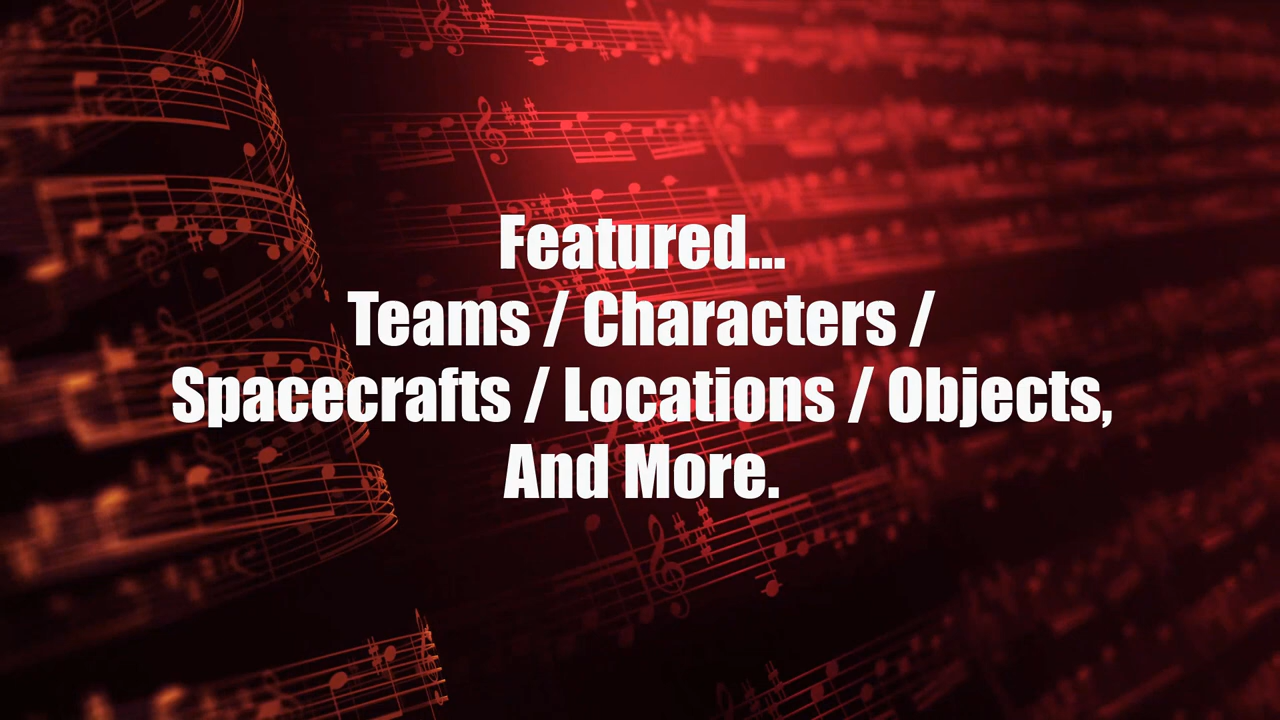 Featured...
Teams / Characters /
Spacecrafts / Locations / Objects,
And More.